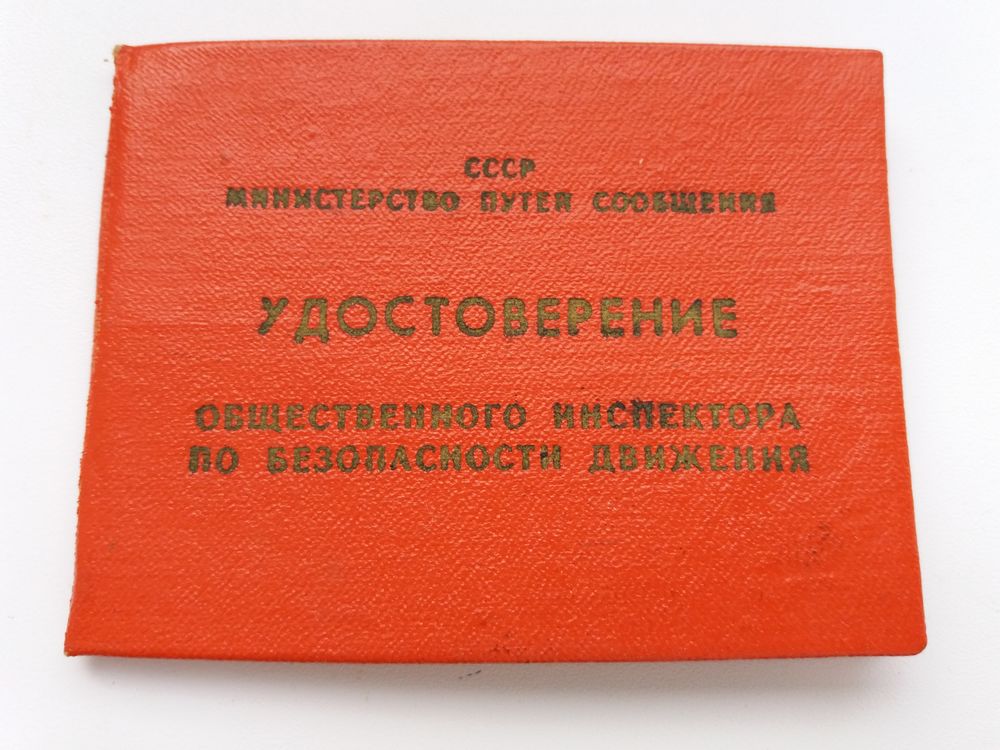 СССР
МИНИСТЕРСТВО ПУТЕЙ СООБЩЕНИЯ
УДОСТОВЕРЕНИЕ
ОБЩЕСТВЕННОГО ИНСПЕКТОРА
ПО БЕЗОПАСНОСТИ ДВИЖЕНИЯ